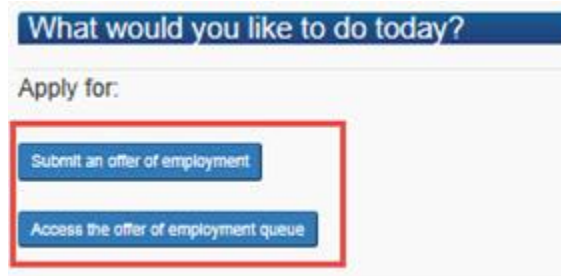 What would you like to do today?
Apply for:
Submit an offer of employment
Access the offer of employment queue